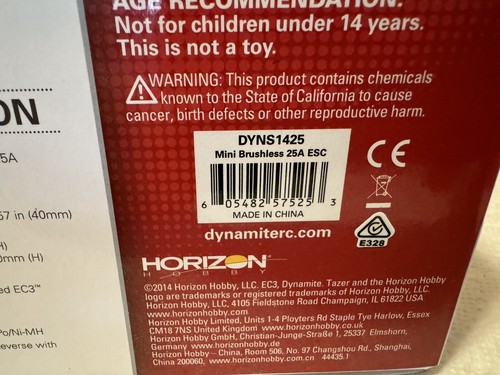 AGE RECOMMENDATION:
Not for children under 14 years.
This is not a toy.
WARNING: This product contains chemicals
known to the State of California to cause
cancer, birth defects or other reproductive harm.
DYNS1425
Mini Brushless 25A ESC
6 05482 57525 3
MADE IN CHINA
CE
E328
dynamiterc.com
HORIZON
HOBBY
©2014 Horizon Hobby, LLC. EC3, Dynamite. Tazer and the Horizon Hobby
logo are trademarks or registered trademarks of Horizon Hobby, LLC.
Horizon Hobby, LLC, 4105 Fieldstone Road Champaign, IL 61822 USA
www.horizonhobby.com
Horizon Hobby Limited, Units 1-4 Ployters Rd Staple Tye Harlow, Essex
CM18 7NS United Kingdom www.horizonhobby.co.uk
Horizon Hobby GmbH, Christian-Junge-Straße 1, 25337 Elmshorn,
Germany www.horizonhobby.de
Horizon Hobby – China, Room 506, No. 97 Changshou Rd., Shanghai,
China 200060 www.horizonhobby.com.cn 44435.1
ON
5A
57 in (40mm)
H)
0mm (H)
ed EC3™
Po/Ni-MH
everse with